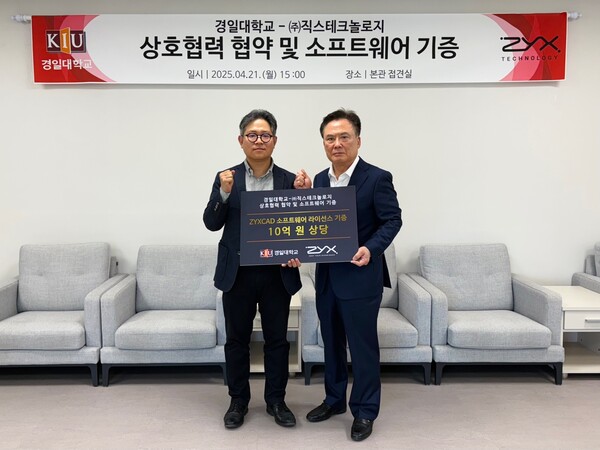 경일대학교 - ㈜직스테크놀로지
KIU
경일대학교
상호협력 협약 및 소프트웨어 기증
ZYX
TECHNOLOGY
일시 | 2025.04.21.(월) 15:00
장소 | 본관 접견실
경일대학교-㈜직스테크놀로지
상호협력 협약 및 소프트웨어 기증
ZYXCAD 소프트웨어 라이선스 기증
10억 원 상당
KIU 경일대학교
ZYX